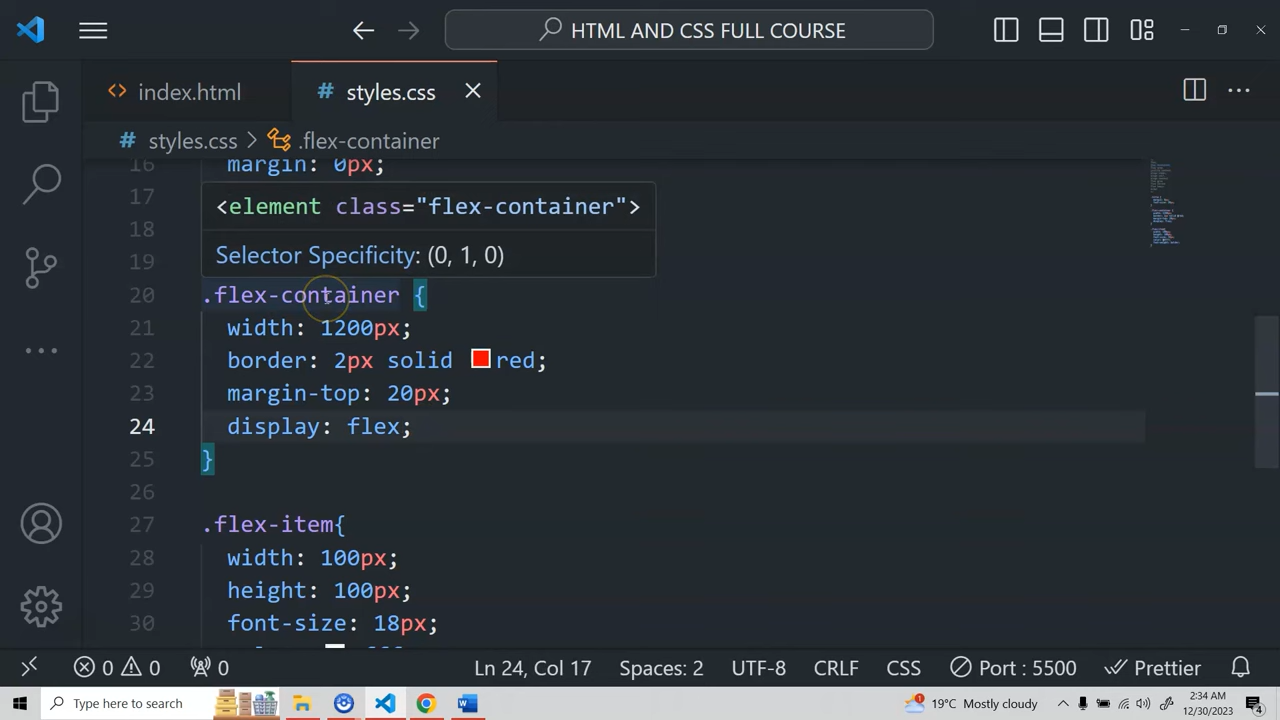 HTML AND CSS FULL COURSE
<> index.html
# styles.css
# styles.css > .flex-container
16 margin: 0px;
17
<element class="flex-container">
18
Selector Specificity: (0, 1, 0)
19
20 .flex-container {
21 width: 1200px;
22 border: 2px solid red;
23 margin-top: 20px;
24 display: flex;
25 }
26
27 .flex-item{
28 width: 100px;
29 height: 100px;
30 font-size: 18px;
0 0 0 Ln 24, Col 17 Spaces: 2 UTF-8 CRLF CSS Port : 5500 Prettier
Type here to search 1 19°C Mostly cloudy 2:34 AM
12/30/2023 4